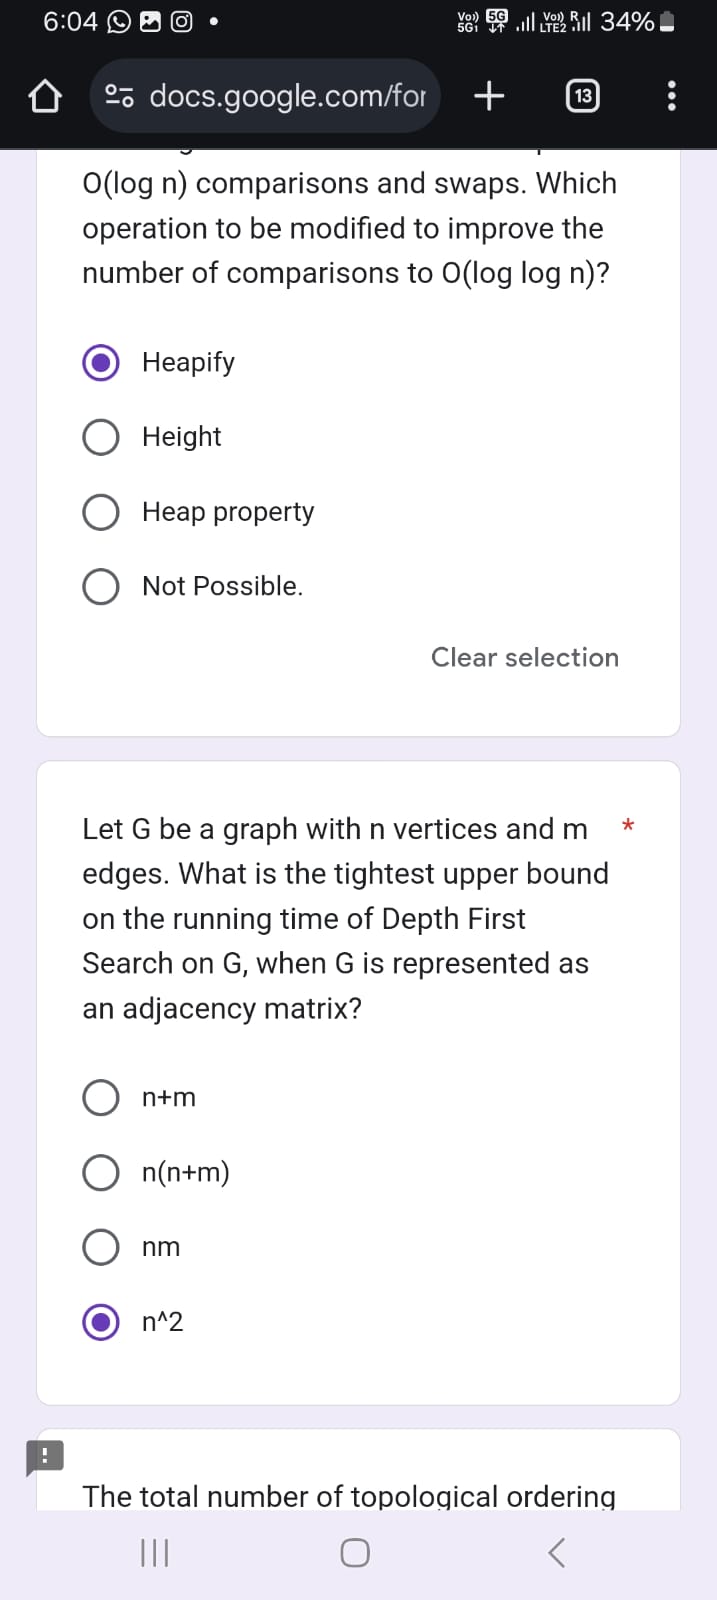 6:04
Vo)) 5G1 5G Vo)) LTE2 R 34%
docs.google.com/for
13
O(log n) comparisons and swaps. Which
operation to be modified to improve the
number of comparisons to O(log log n)?
Heapify
Height
Heap property
Not Possible.
Clear selection
Let G be a graph with n vertices and m *
edges. What is the tightest upper bound
on the running time of Depth First
Search on G, when G is represented as
an adjacency matrix?
n+m
n(n+m)
nm
n^2
!
The total number of topological ordering